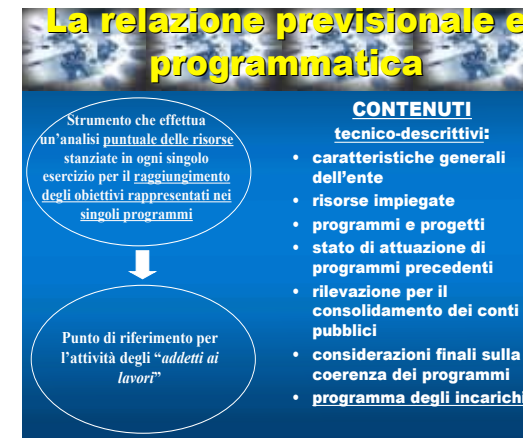 La relazione previsionale e
programmatica
Strumento che effettua
un'analisi puntuale delle risorse
stanziate in ogni singolo
esercizio per il raggiungimento
degli obiettivi rappresentati nei
singoli programmi
Punto di riferimento per
l'attività degli “addetti ai
lavori”
CONTENUTI
tecnico-descrittivi:
• caratteristiche generali
dell'ente
• risorse impiegate
• programmi e progetti
• stato di attuazione di
programmi precedenti
• rilevazione per il
consolidamento dei conti
pubblici
• considerazioni finali sulla
coerenza dei programmi
• programma degli incarichi